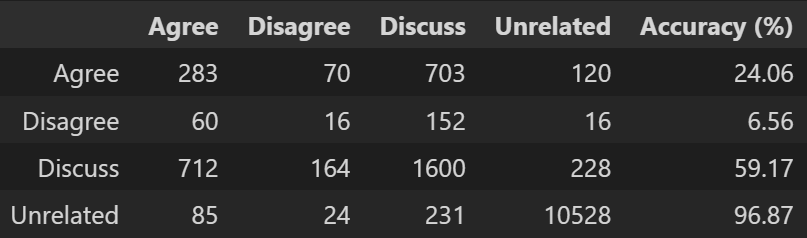 Agree Disagree Discuss Unrelated Accuracy (%)
Agree 283 70 703 120 24.06
Disagree 60 16 152 16 6.56
Discuss 712 164 1600 228 59.17
Unrelated 85 24 231 10528 96.87